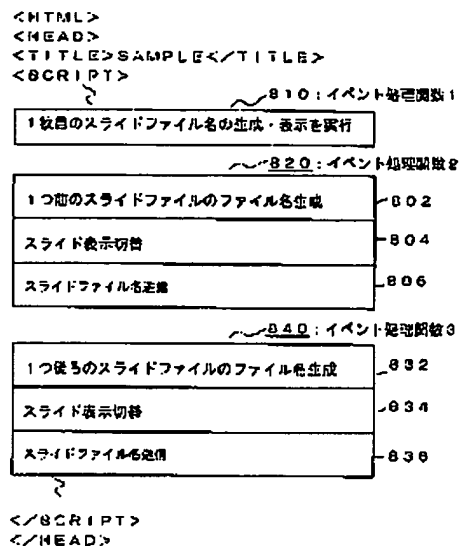 <HTML>
<HEAD>
<TITLE>SAMPLE</TITLE>
<SCRIPT>
810:イベント処理関数1
1枚目のスライドファイル名の生成・表示を実行
820:イベント処理関数2
1つ前のスライドファイルのファイル名生成
802
スライド表示切替
804
スライドファイル名送信
806
840:イベント処理関数3
1つ後ろのスライドファイルのファイル名生成
832
スライド表示切替
834
スライドファイル名送信
836
</SCRIPT>
</HEAD>